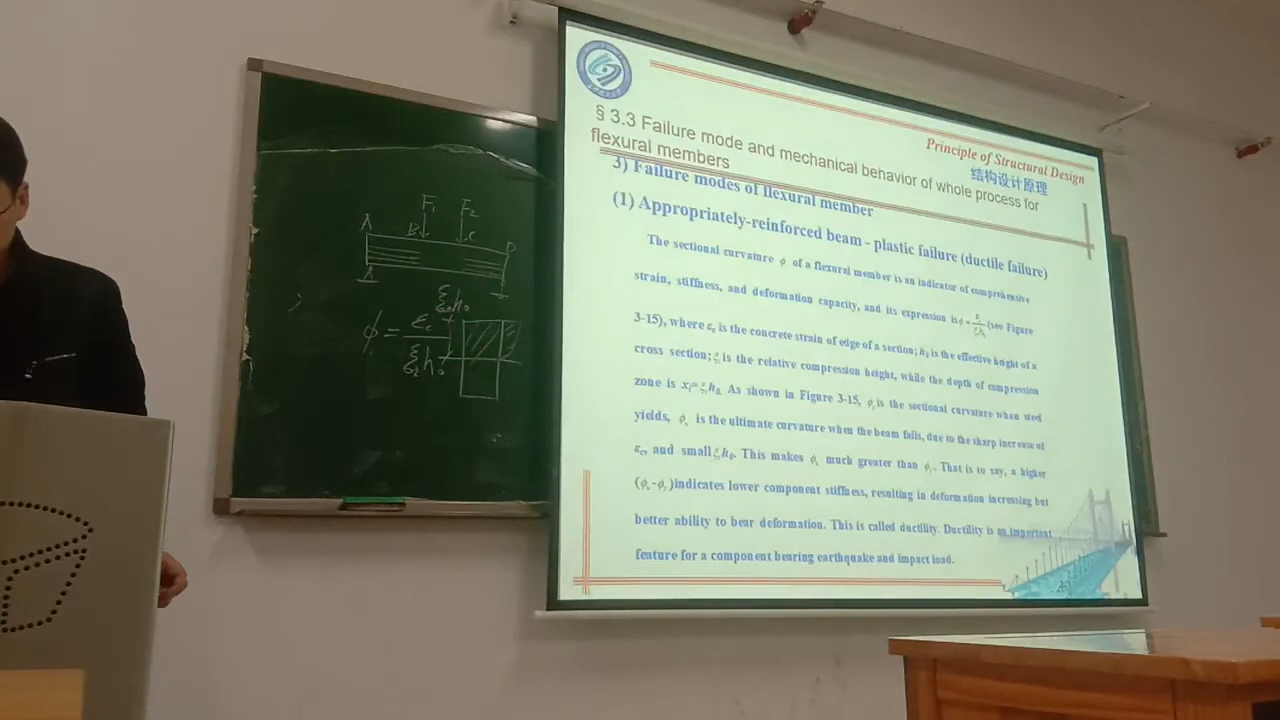 F₁ F₂
A B C D
A
ξ h₀
ϕ = εc / ξ h₀
Principle of Structural Design
结构设计原理
§ 3.3 Failure mode and mechanical behavior of whole process for
flexural members
3) Failure modes of flexural member
(1) Appropriately-reinforced beam - plastic failure (ductile failure)
The sectional curvature ϕ of a flexural member is an indicator of comprehensive
strain, stiffness, and deformation capacity, and its expression is ϕ = (see Figure
3-15), where εc is the concrete strain of edge of a section; h₀ is the effective height of a
cross section; ξ is the relative compression height, while the depth of compression
zone is x = ξ h₀. As shown in Figure 3-15, ϕ is the sectional curvature when steel
yields, ϕu is the ultimate curvature when the beam fails, due to the sharp increase of
εc, and small ξ h₀. This makes ϕu much greater than ϕ. That is to say, a higher
(ϕu-ϕ) indicates lower component stiffness, resulting in deformation increasing but
better ability to bear deformation. This is called ductility. Ductility is an important
feature for a component bearing earthquake and impact load.